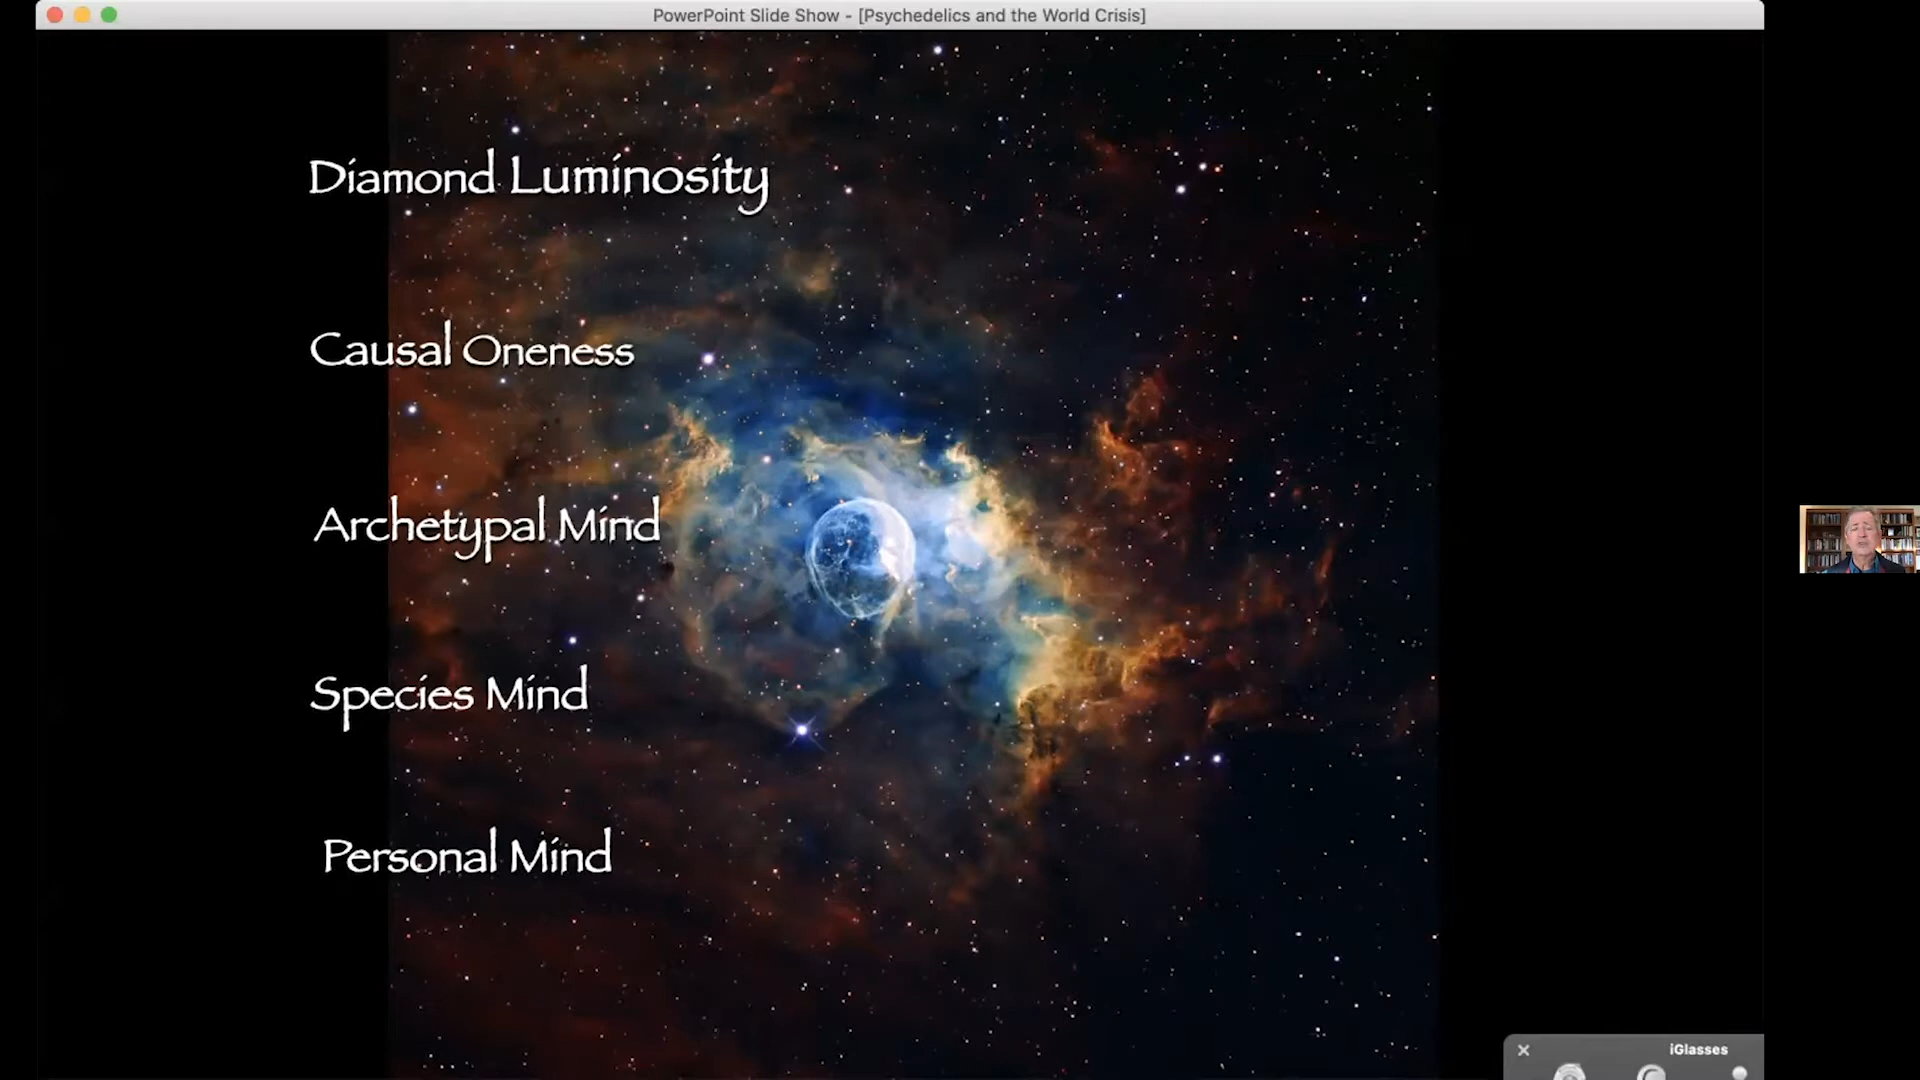 PowerPoint Slide Show - [Psychedelics and the World Crisis]
Diamond Luminosity
Causal Oneness
Archetypal Mind
Species Mind
Personal Mind
iGlasses